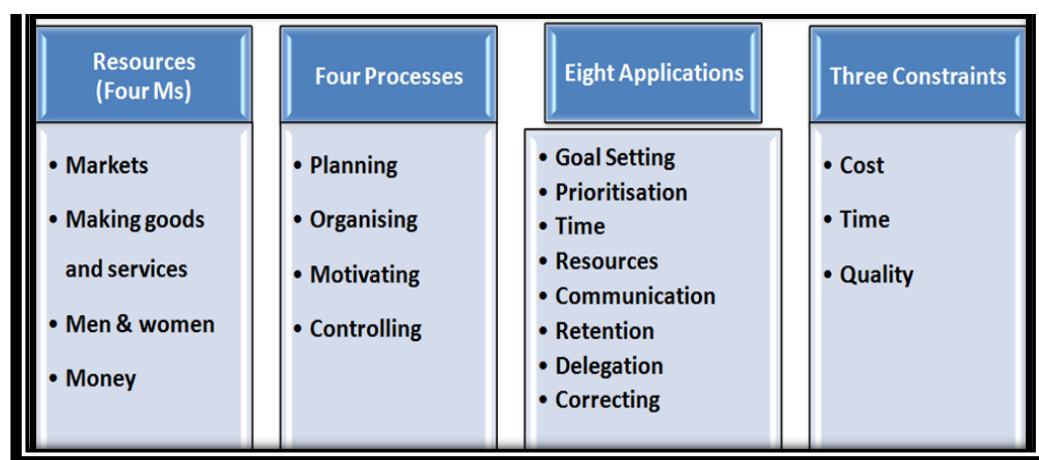 Resources
(Four Ms)
• Markets
• Making goods
and services
• Men & women
• Money
Four Processes
• Planning
• Organising
• Motivating
• Controlling
Eight Applications
• Goal Setting
• Prioritisation
• Time
• Resources
• Communication
• Retention
• Delegation
• Correcting
Three Constraints
• Cost
• Time
• Quality